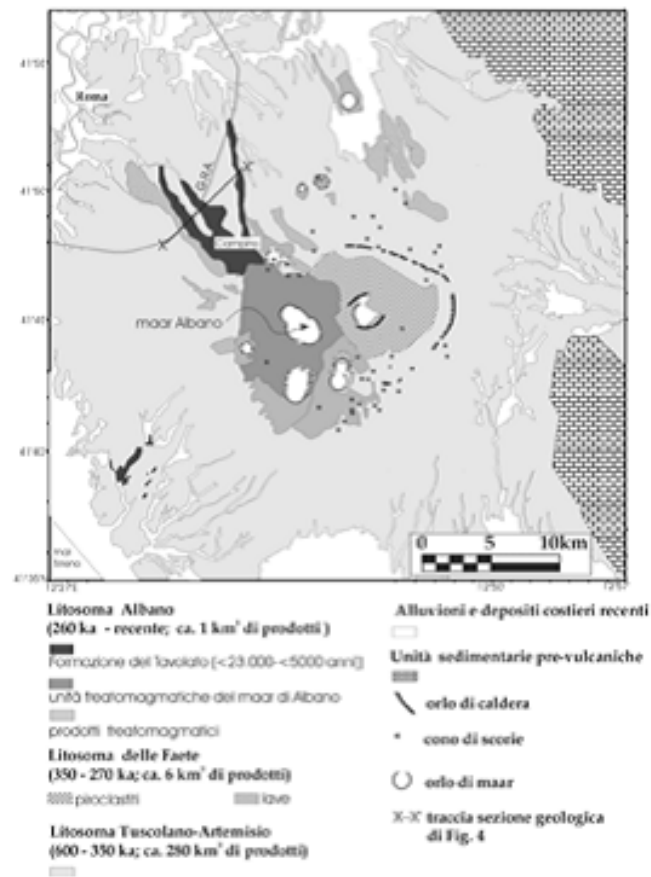 Roma
G.R.A.
Ciampino
maar Albano
mar
0 5 10km
Litosoma Albano
(260 ka - recente; ca. 1 km³ di prodotti )
Formazione del Tavolato (<23.000-<5000 anni)
unità freatomagmatiche del maar di Albano
prodotti freatomagmatici
Litosoma delle Faete
(350 - 270 ka; ca. 6 km³ di prodotti)
piroclastiti lave
Litosoma Tuscolano-Artemisio
(600 - 350 ka; ca. 280 km³ di prodotti)
Alluvioni e depositi costieri recenti
Unità sedimentarie pre-vulcaniche
orlo di caldera
cono di scorie
orlo di maar
X-X' traccia sezione geologica
di Fig. 4